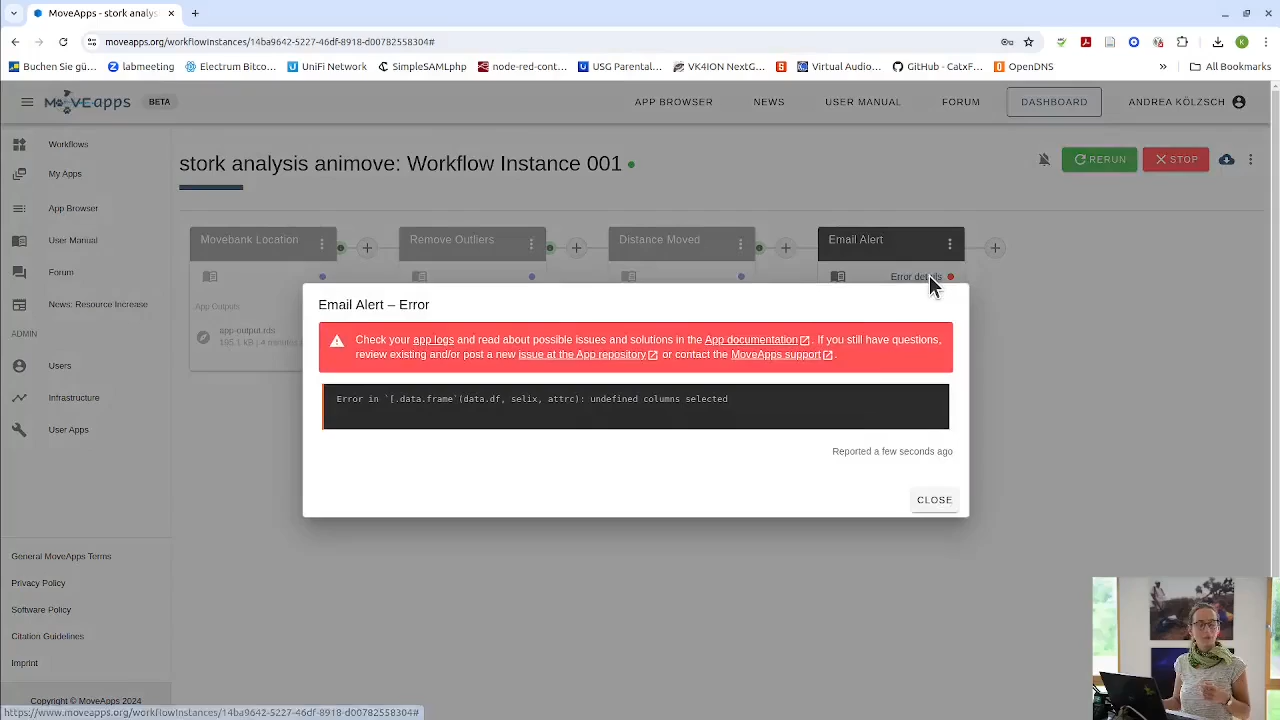 MoveApps - stork analys
moveapps.org/workflowInstances/14ba9642-5227-46df-8918-d00782558304#
Buchen Sie gü...
labmeeting
Electrum Bitco...
UniFi Network
SimpleSAMLphp
node-red-cont...
USG Parental...
VK4ION NextG...
Virtual Audio...
GitHub - CatxF...
OpenDNS
All Bookmarks
MOVEapps
BETA
APP BROWSER
NEWS
USER MANUAL
FORUM
DASHBOARD
ANDREA KÖLZSCH
Workflows
My Apps
App Browser
User Manual
Forum
News: Resource Increase
ADMIN
Users
Infrastructure
User Apps
General MoveApps Terms
Privacy Policy
Software Policy
Citation Guidelines
Imprint
Copyright © MoveApps 2024
stork analysis animove: Workflow Instance 001
RERUN
STOP
Movebank Location
Remove Outliers
Distance Moved
Email Alert
Error details
App Outputs
app-output.rds
195.1 kB | 4 minutes
Email Alert – Error
Check your app logs and read about possible issues and solutions in the App documentation. If you still have questions,
review existing and/or post a new issue at the App repository or contact the MoveApps support.
Error in `[.data.frame`(data.df, selix, attrc): undefined columns selected
Reported a few seconds ago
CLOSE
https://www.moveapps.org/workflowInstances/14ba9642-5227-46df-8918-d00782558304#